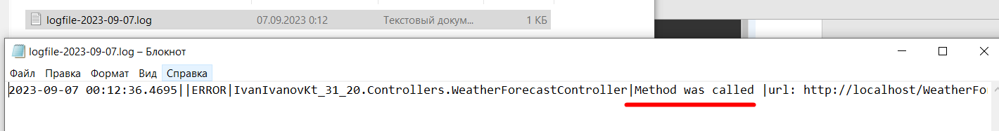 logfile-2023-09-07.log 07.09.2023 0:12 Текстовый докум... 1 КБ
logfile-2023-09-07.log – Блокнот
Файл Правка Формат Вид Справка
2023-09-07 00:12:36.4695||ERROR|IvanIvanovKt_31_20.Controllers.WeatherForecastController|Method was called |url: http://localhost/WeatherFo